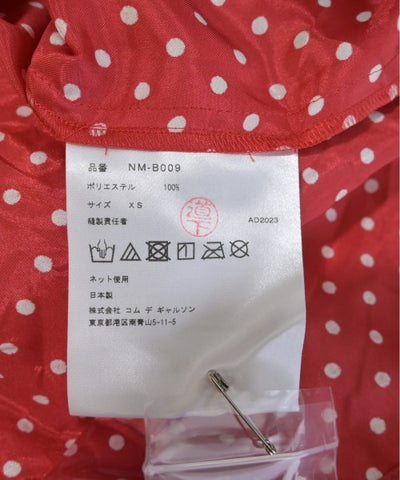 品番 NM-B009
ポリエステル 100%
サイズ XS
縫製責任者 道下 AD2023
ネット使用
日本製
株式会社 コム デ ギャルソン
東京都港区南青山5-11-5